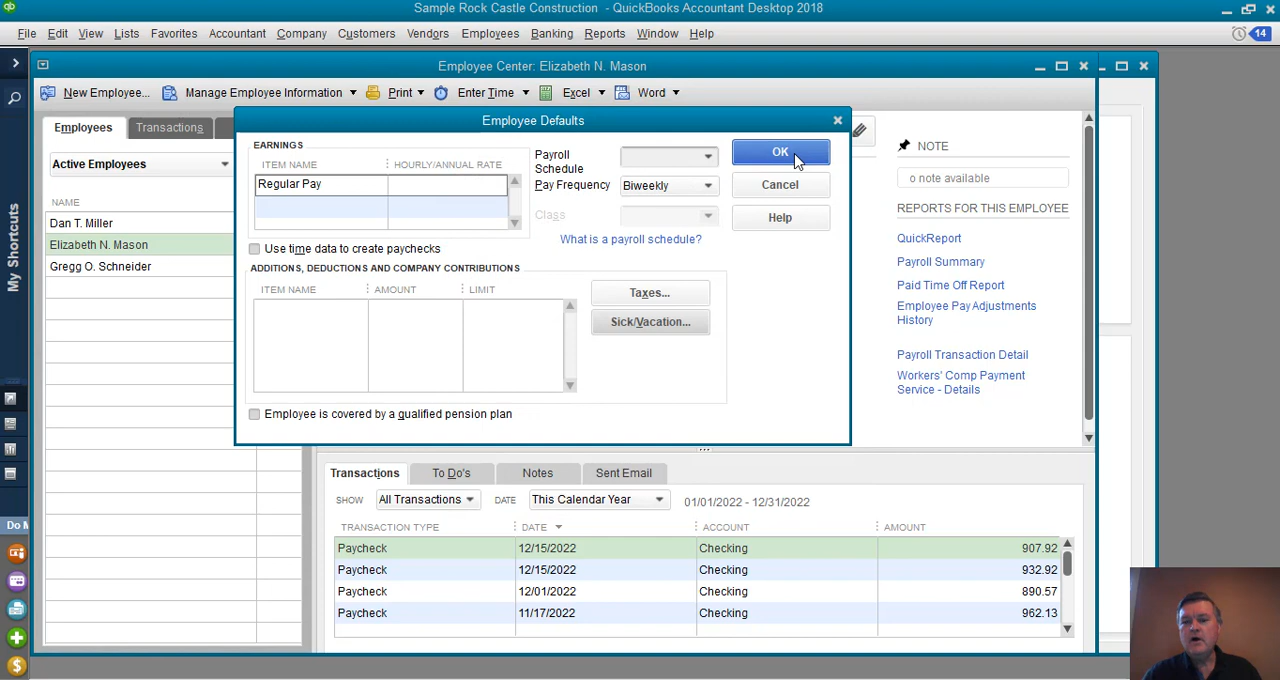 Sample Rock Castle Construction - QuickBooks Accountant Desktop 2018
File Edit View Lists Favorites Accountant Company Customers Vendors Employees Banking Reports Window Help
14
Employee Center: Elizabeth N. Mason
New Employee... Manage Employee Information Print Enter Time Excel Word
Employees Transactions
Active Employees
NAME
Dan T. Miller
Elizabeth N. Mason
Gregg O. Schneider
My Shortcuts
Do M
Employee Defaults
EARNINGS
ITEM NAME HOURLY/ANNUAL RATE
Regular Pay
Payroll
Schedule
Pay Frequency Biweekly
Class
What is a payroll schedule?
OK
Cancel
Help
Use time data to create paychecks
ADDITIONS, DEDUCTIONS AND COMPANY CONTRIBUTIONS
ITEM NAME AMOUNT LIMIT
Taxes...
Sick/Vacation...
Employee is covered by a qualified pension plan
NOTE
o note available
REPORTS FOR THIS EMPLOYEE
QuickReport
Payroll Summary
Paid Time Off Report
Employee Pay Adjustments
History
Payroll Transaction Detail
Workers' Comp Payment
Service - Details
Transactions To Do's Notes Sent Email
SHOW All Transactions DATE This Calendar Year 01/01/2022 - 12/31/2022
TRANSACTION TYPE DATE ACCOUNT AMOUNT
Paycheck 12/15/2022 Checking 907.92
Paycheck 12/15/2022 Checking 932.92
Paycheck 12/01/2022 Checking 890.57
Paycheck 11/17/2022 Checking 962.13